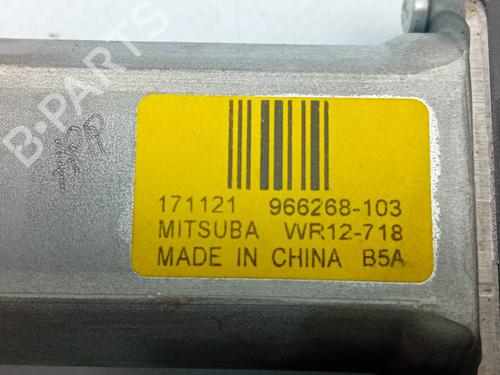 B-PARTS
RR
171121 966268-103
MITSUBA WR12-718
MADE IN CHINA B5A